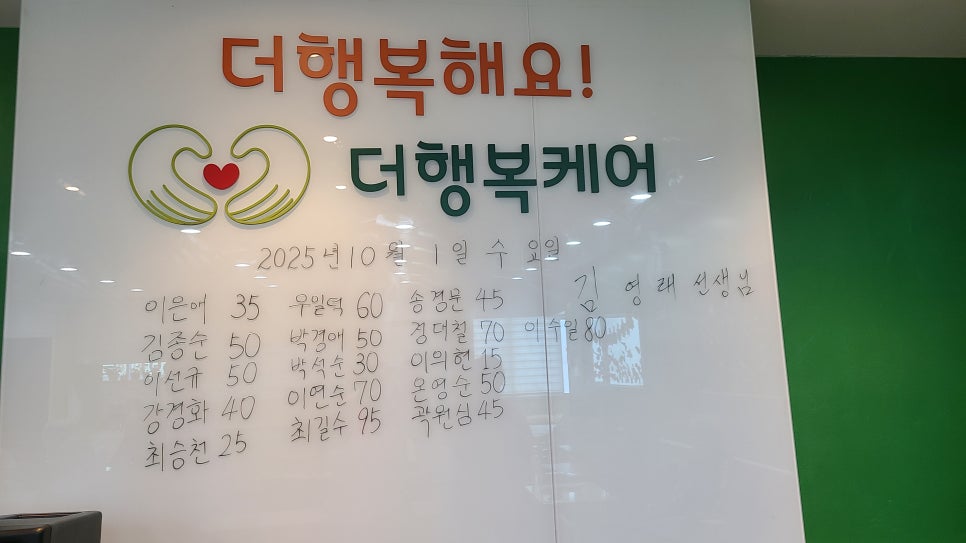 더행복해요!
더행복케어
2025년 10월 1일 수요일
김영래선생님
이은애 35 우일덕 60 송경문 45
김종순 50 박경애 50 정대철 70 이수일 80
이선규 50 박석순 30 이의현 15
강경화 40 이연순 70 온영순 50
최승천 25 최길수 95 곽원심 45